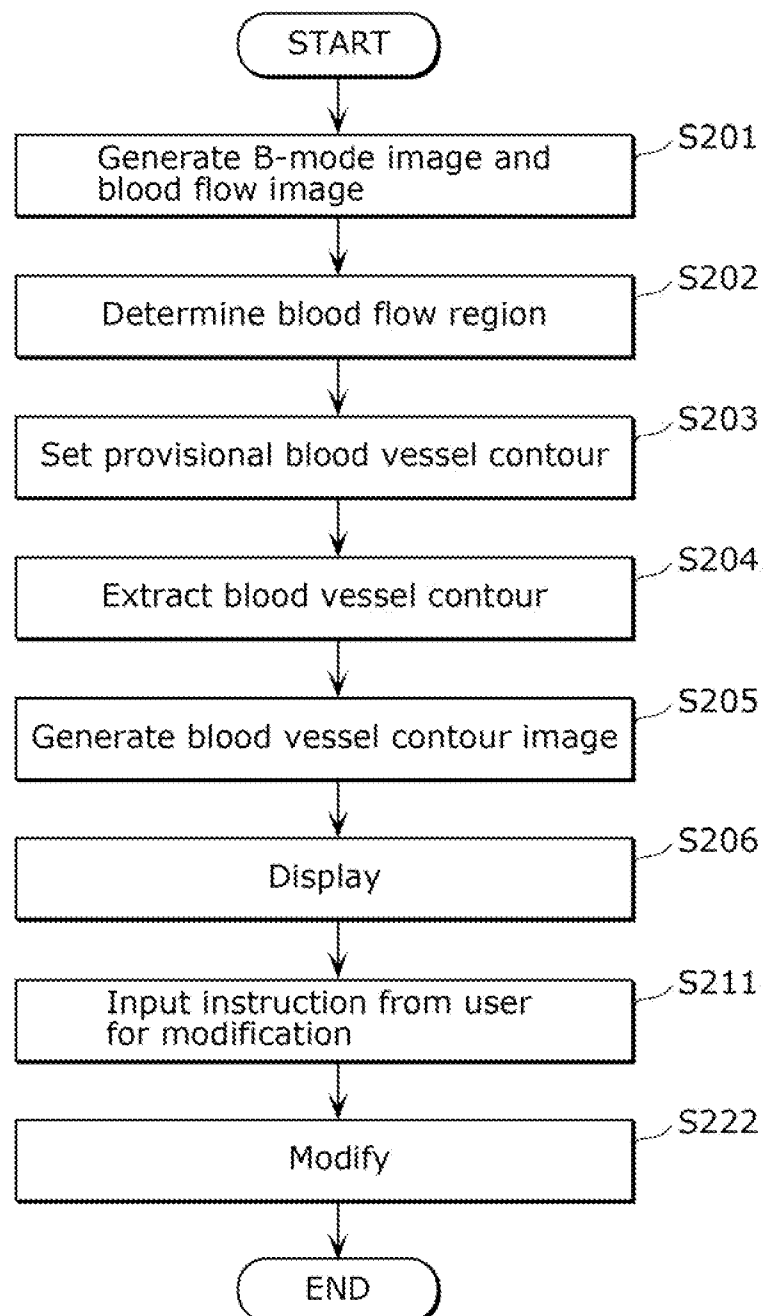 START
Generate B-mode image and
blood flow image
S201
Determine blood flow region
S202
Set provisional blood vessel contour
S203
Extract blood vessel contour
S204
Generate blood vessel contour image
S205
Display
S206
Input instruction from user
for modification
S211
Modify
S222
END